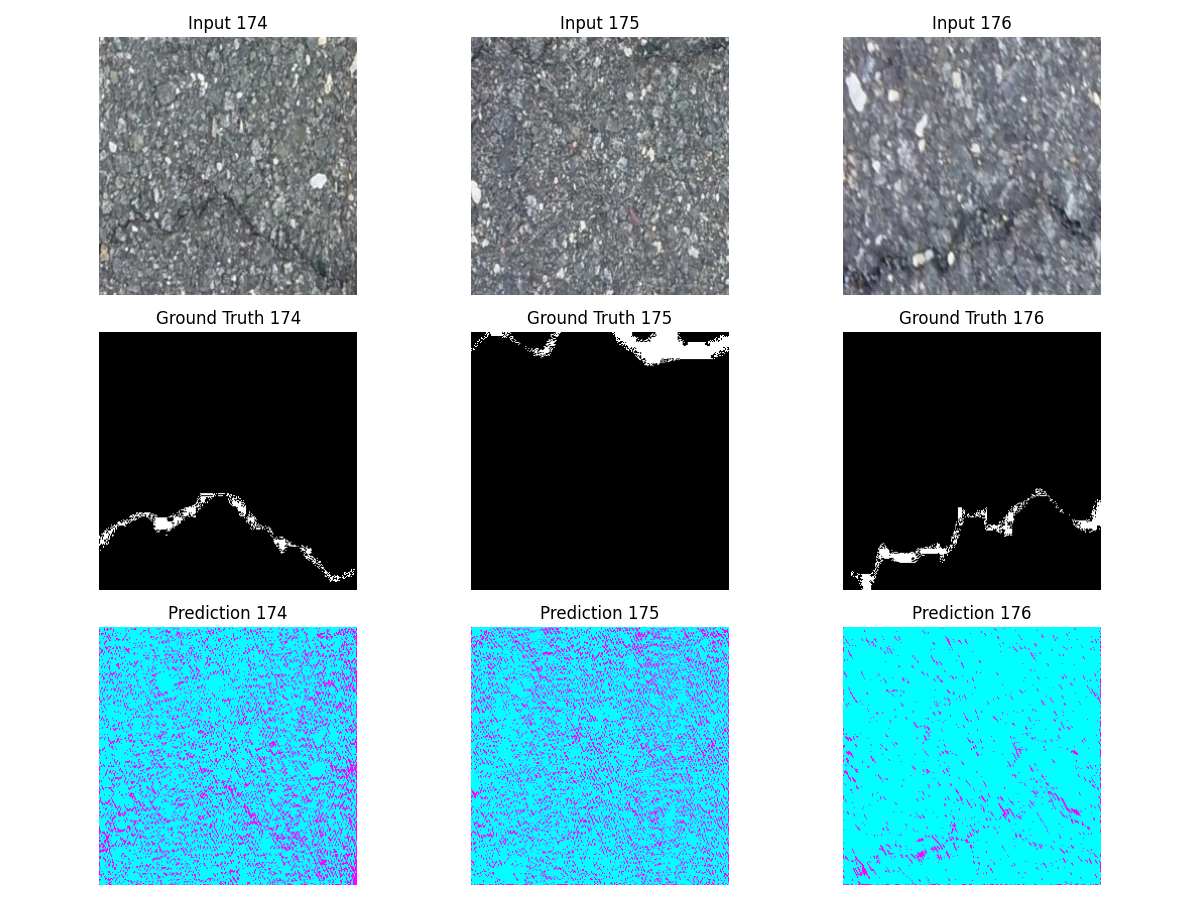 Input 174
Input 175
Input 176
Ground Truth 174
Ground Truth 175
Ground Truth 176
Prediction 174
Prediction 175
Prediction 176